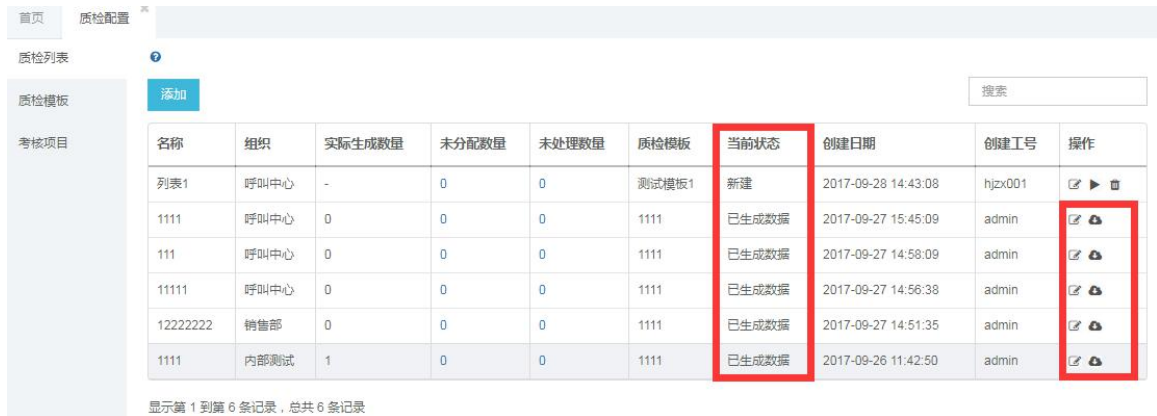 首页 质检配置
质检列表
质检模板
考核项目
添加 搜索
名称 组织 实际生成数量 未分配数量 未处理数量 质检模板 当前状态 创建日期 创建工号 操作
列表1 呼叫中心 - 0 0 测试模板1 新建 2017-09-28 14:43:08 hjzx001
1111 呼叫中心 0 0 0 1111 已生成数据 2017-09-27 15:45:09 admin
111 呼叫中心 0 0 0 1111 已生成数据 2017-09-27 14:58:09 admin
11111 呼叫中心 0 0 0 1111 已生成数据 2017-09-27 14:56:38 admin
12222222 销售部 0 0 0 1111 已生成数据 2017-09-27 14:51:35 admin
1111 内部测试 1 0 0 1111 已生成数据 2017-09-26 11:42:50 admin
显示第 1 到第 6 条记录，总共 6 条记录